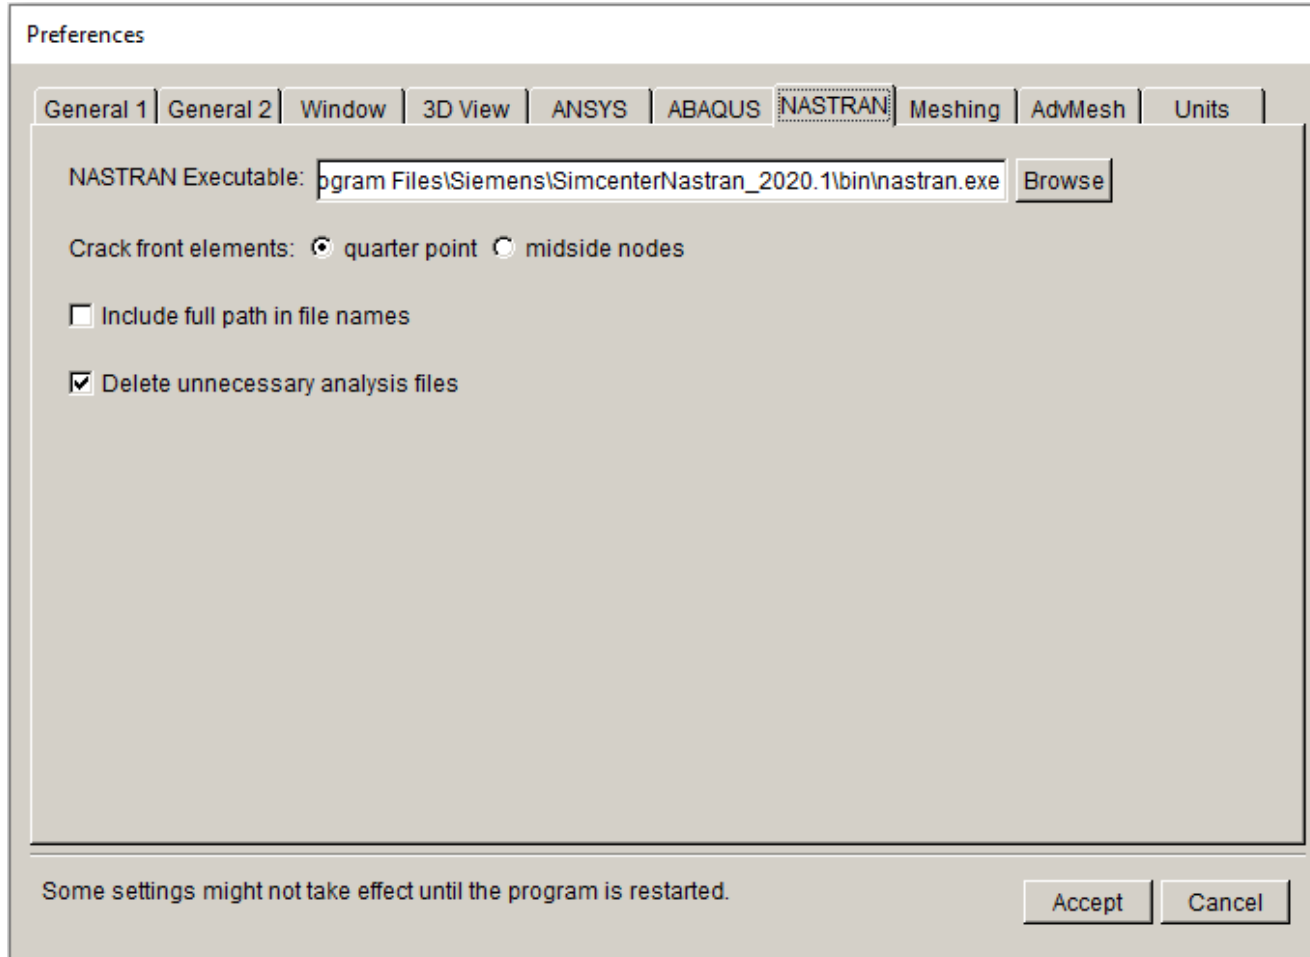 Preferences
General 1 General 2 Window 3D View ANSYS ABAQUS NASTRAN Meshing AdvMesh Units
NASTRAN Executable: ogram Files\Siemens\SimcenterNastran_2020.1\bin\nastran.exe Browse
Crack front elements: quarter point midside nodes
Include full path in file names
Delete unnecessary analysis files
Some settings might not take effect until the program is restarted.
Accept Cancel